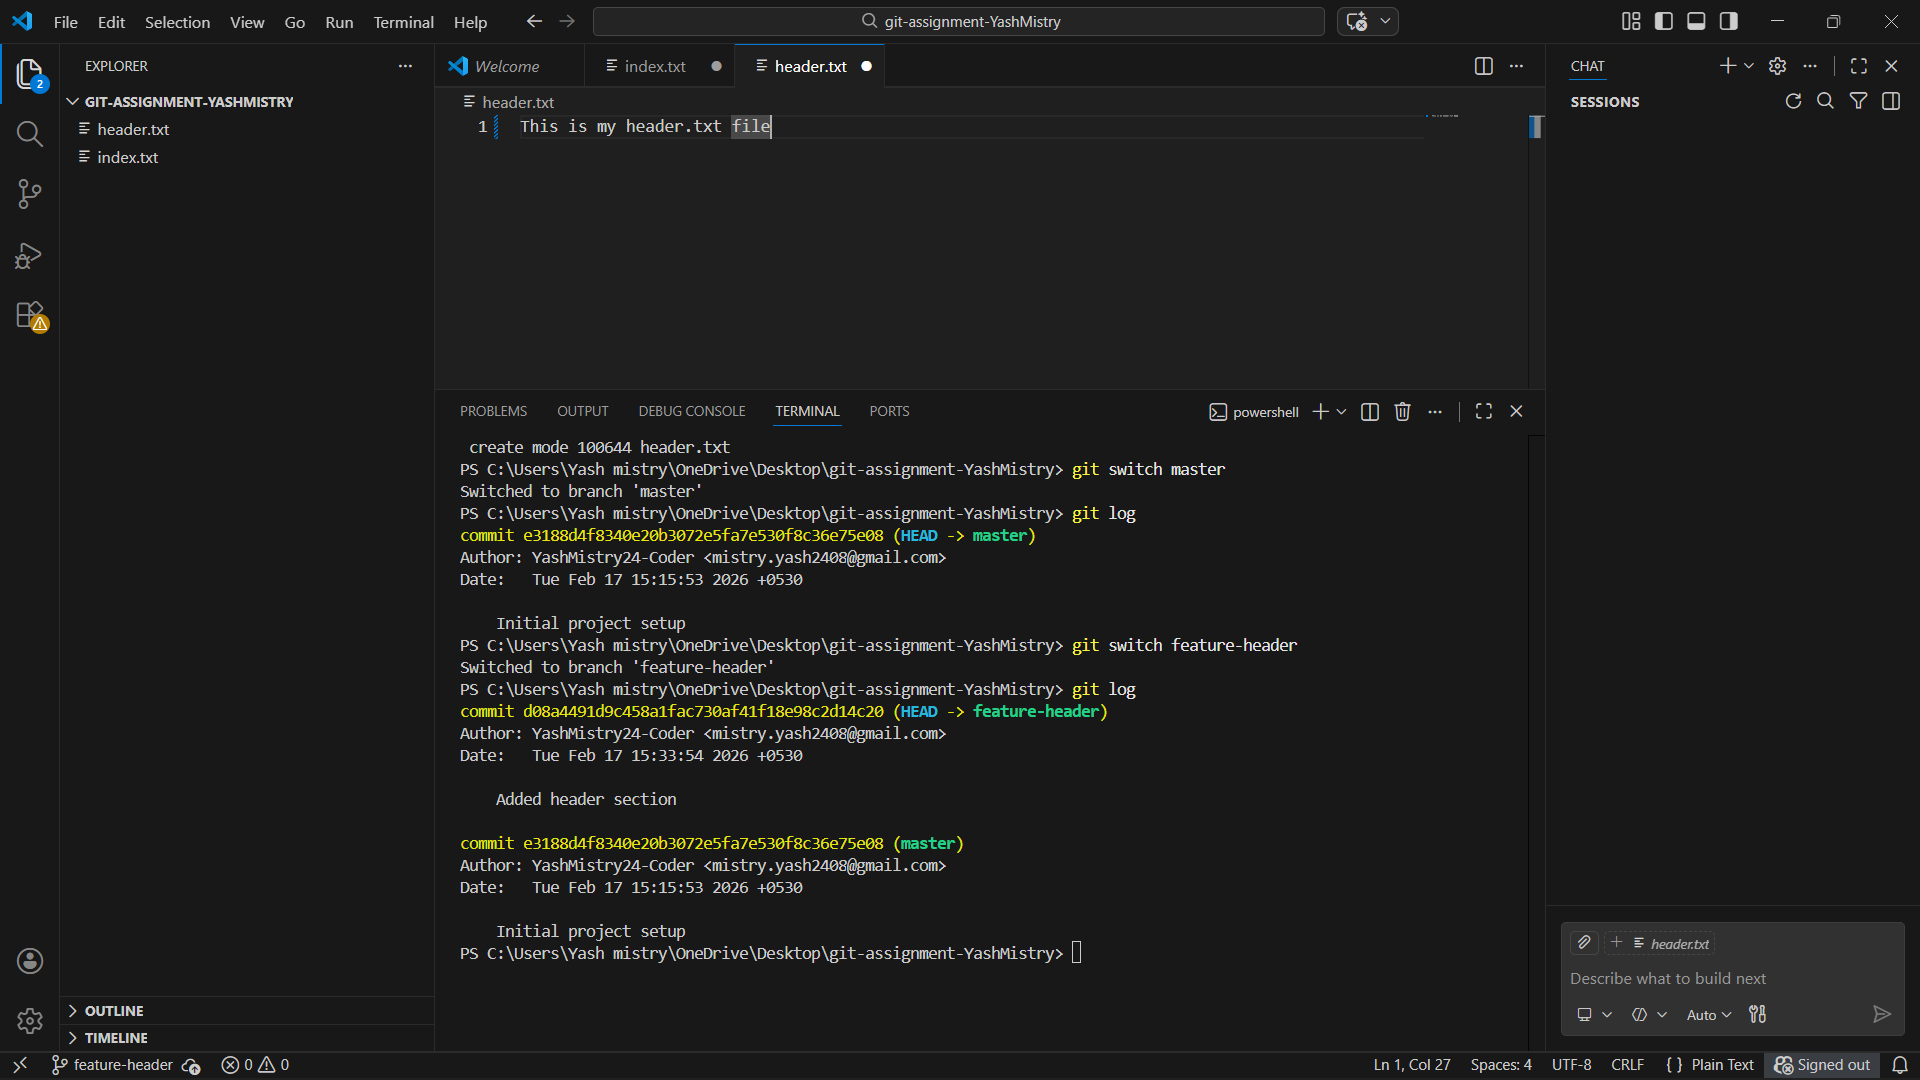 File Edit Selection View Go Run Terminal Help
git-assignment-YashMistry
2
EXPLORER
GIT-ASSIGNMENT-YASHMISTRY
header.txt
index.txt
OUTLINE
TIMELINE
Welcome index.txt header.txt
header.txt
1 This is my header.txt file
PROBLEMS OUTPUT DEBUG CONSOLE TERMINAL PORTS
powershell
create mode 100644 header.txt
PS C:\Users\Yash mistry\OneDrive\Desktop\git-assignment-YashMistry> git switch master
Switched to branch 'master'
PS C:\Users\Yash mistry\OneDrive\Desktop\git-assignment-YashMistry> git log
commit e3188d4f8340e20b3072e5fa7e530f8c36e75e08 (HEAD -> master)
Author: YashMistry24-Coder <mistry.yash2408@gmail.com>
Date:   Tue Feb 17 15:15:53 2026 +0530
Initial project setup
PS C:\Users\Yash mistry\OneDrive\Desktop\git-assignment-YashMistry> git switch feature-header
Switched to branch 'feature-header'
PS C:\Users\Yash mistry\OneDrive\Desktop\git-assignment-YashMistry> git log
commit d08a4491d9c458a1fac730af41f18e98c2d14c20 (HEAD -> feature-header)
Author: YashMistry24-Coder <mistry.yash2408@gmail.com>
Date:   Tue Feb 17 15:33:54 2026 +0530
Added header section
commit e3188d4f8340e20b3072e5fa7e530f8c36e75e08 (master)
Author: YashMistry24-Coder <mistry.yash2408@gmail.com>
Date:   Tue Feb 17 15:15:53 2026 +0530
Initial project setup
PS C:\Users\Yash mistry\OneDrive\Desktop\git-assignment-YashMistry>
CHAT
SESSIONS
header.txt
Describe what to build next
Auto
feature-header 0 0
Ln 1, Col 27 Spaces: 4 UTF-8 CRLF { } Plain Text Signed out